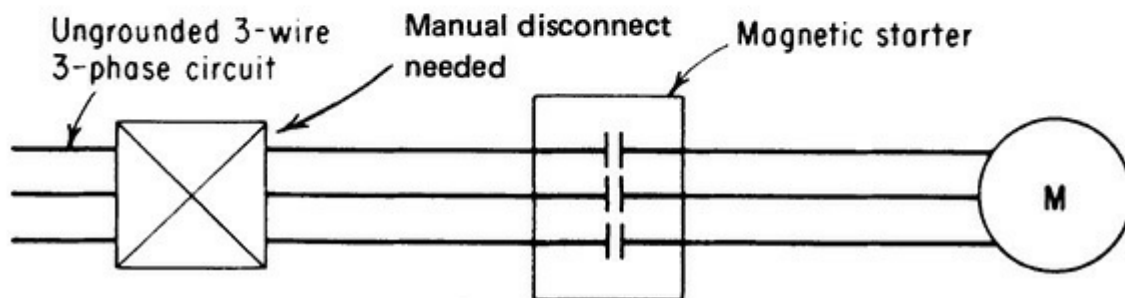 Ungrounded 3-wire
3-phase circuit
Manual disconnect
needed
Magnetic starter
M